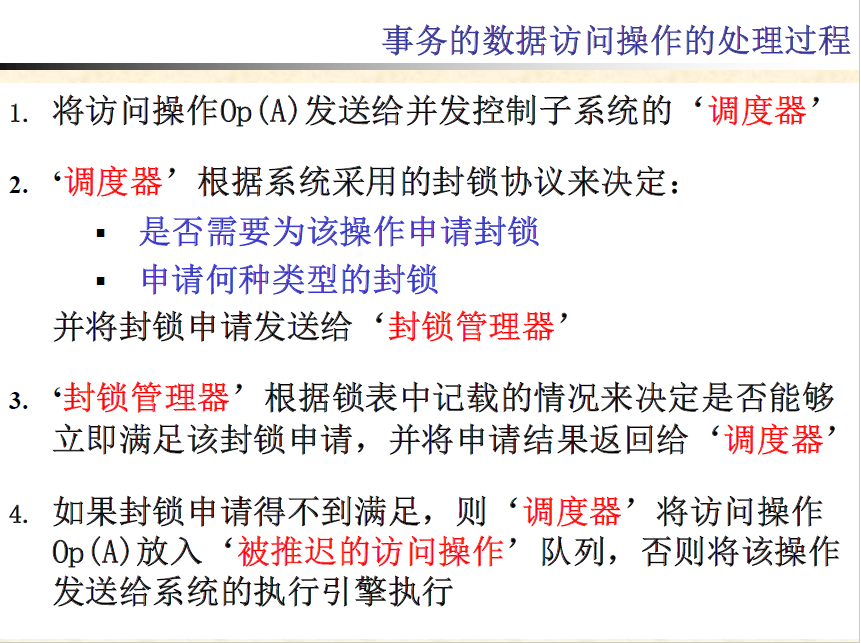 事务的数据访问操作的处理过程
1. 将访问操作Op(A)发送给并发控制子系统的‘调度器’
2. ‘调度器’根据系统采用的封锁协议来决定：
▪ 是否需要为该操作申请封锁
▪ 申请何种类型的封锁
并将封锁申请发送给‘封锁管理器’
3. ‘封锁管理器’根据锁表中记载的情况来决定是否能够
立即满足该封锁申请，并将申请结果返回给‘调度器’
4. 如果封锁申请得不到满足，则‘调度器’将访问操作
Op(A)放入‘被推迟的访问操作’队列，否则将该操作
发送给系统的执行引擎执行